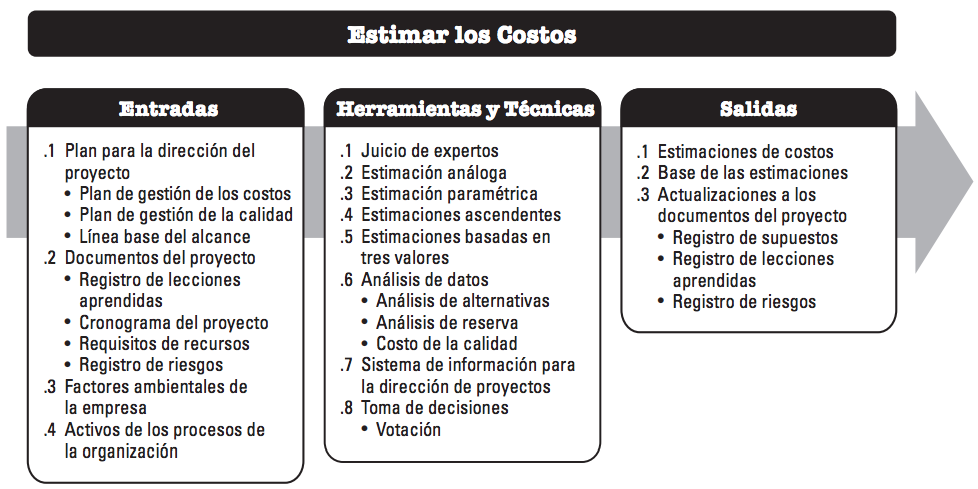 Estimar los Costos
Entradas
.1 Plan para la dirección del
proyecto
• Plan de gestión de los costos
• Plan de gestión de la calidad
• Línea base del alcance
.2 Documentos del proyecto
• Registro de lecciones
aprendidas
• Cronograma del proyecto
• Requisitos de recursos
• Registro de riesgos
.3 Factores ambientales de
la empresa
.4 Activos de los procesos de
la organización
Herramientas y Técnicas
.1 Juicio de expertos
.2 Estimación análoga
.3 Estimación paramétrica
.4 Estimaciones ascendentes
.5 Estimaciones basadas en
tres valores
.6 Análisis de datos
• Análisis de alternativas
• Análisis de reserva
• Costo de la calidad
.7 Sistema de información para
la dirección de proyectos
.8 Toma de decisiones
• Votación
Salidas
.1 Estimaciones de costos
.2 Base de las estimaciones
.3 Actualizaciones a los
documentos del proyecto
• Registro de supuestos
• Registro de lecciones
aprendidas
• Registro de riesgos